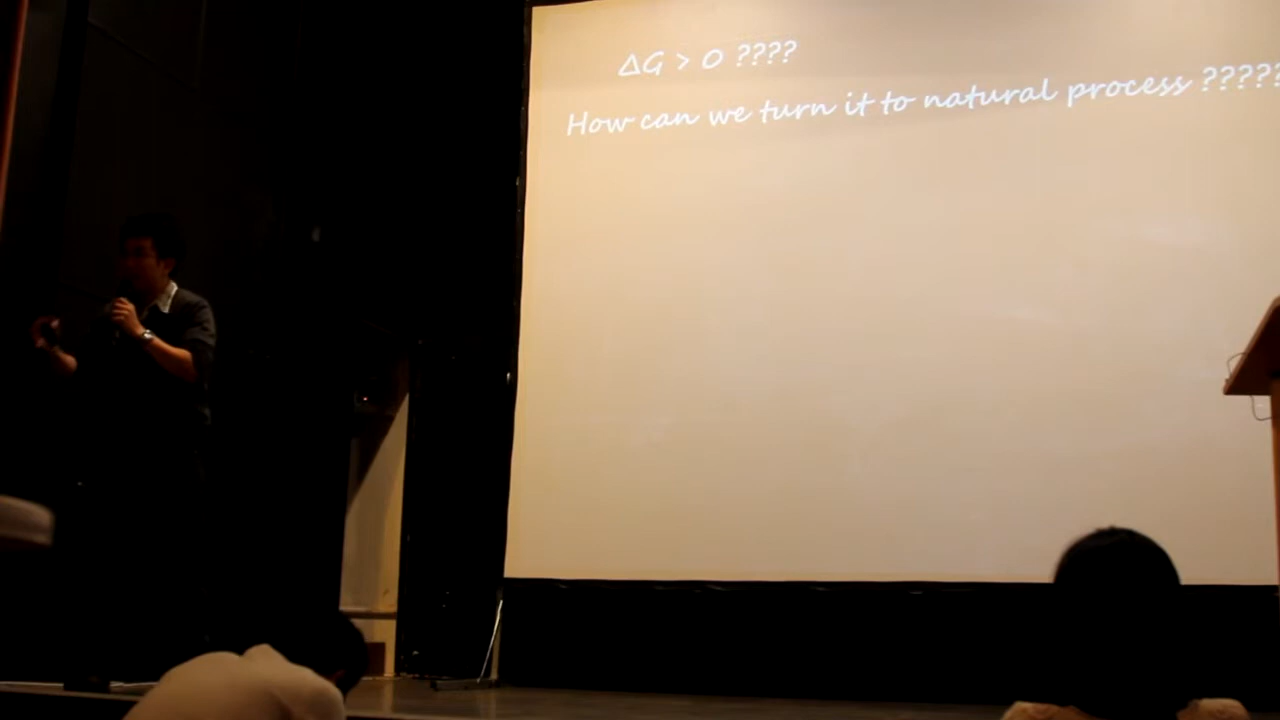 ΔG > 0 ????
How can we turn it to natural process ?????